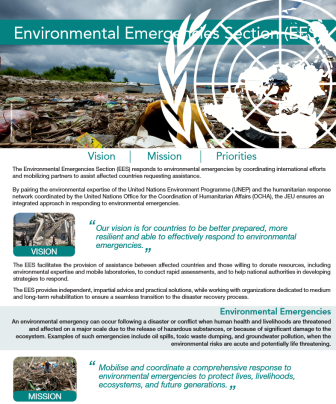 Environmental Emergencies Section (EES)
Vision | Mission | Priorities
The Environmental Emergencies Section (EES) responds to environmental emergencies by coordinating international efforts
and mobilizing partners to assist affected countries requesting assistance.
By pairing the environmental expertise of the United Nations Environment Programme (UNEP) and the humanitarian response
network coordinated by the United Nations Office for the Coordination of Humanitarian Affairs (OCHA), the JEU ensures an
integrated approach in responding to environmental emergencies.
“Our vision is for countries to be better prepared, more
resilient and able to effectively respond to environmental
emergencies.”
VISION
The EES facilitates the provision of assistance between affected countries and those willing to donate resources, including
environmental expertise and mobile laboratories, to conduct rapid assessments, and to help national authorities in developing
strategies to respond.
The EES provides independent, impartial advice and practical solutions, while working with organizations dedicated to medium
and long-term rehabilitation to ensure a seamless transition to the disaster recovery process.
Environmental Emergencies
An environmental emergency can occur following a disaster or conflict when human health and livelihoods are threatened
and affected on a major scale due to the release of hazardous substances, or because of significant damage to the
ecosystem. Examples of such emergencies include oil spills, toxic waste dumping, and groundwater pollution, when the
environmental risks are acute and potentially life threatening.
“Mobilise and coordinate a comprehensive response to
environmental emergencies to protect lives, livelihoods,
ecosystems, and future generations.”
MISSION